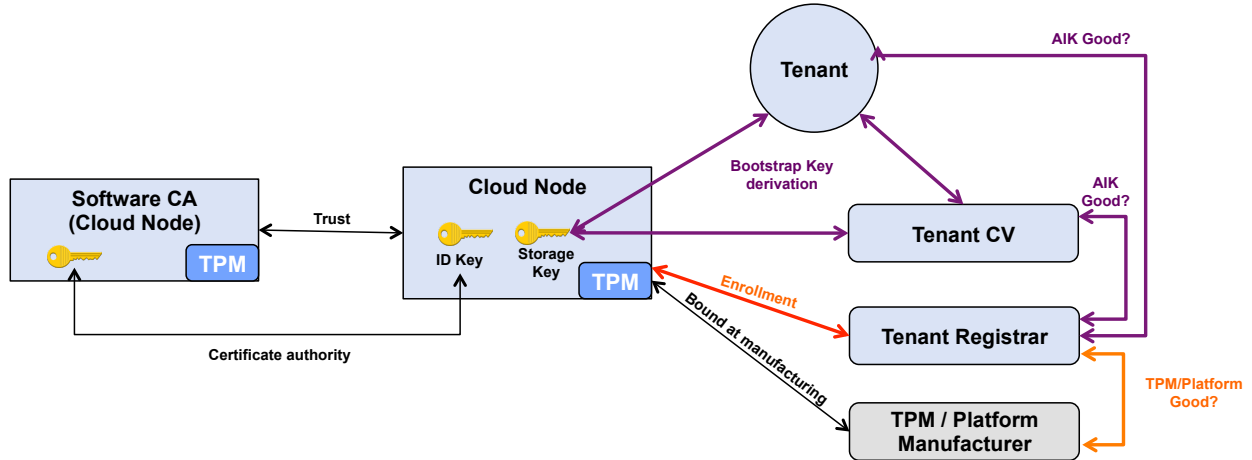 AIK Good?
Tenant
Bootstrap Key
derivation
AIK
Good?
Software CA
(Cloud Node)
TPM
Trust
Cloud Node
ID Key
Storage
Key
TPM
Tenant CV
Enrollment
Bound at manufacturing
Tenant Registrar
Certificate authority
TPM/Platform
Good?
TPM / Platform
Manufacturer